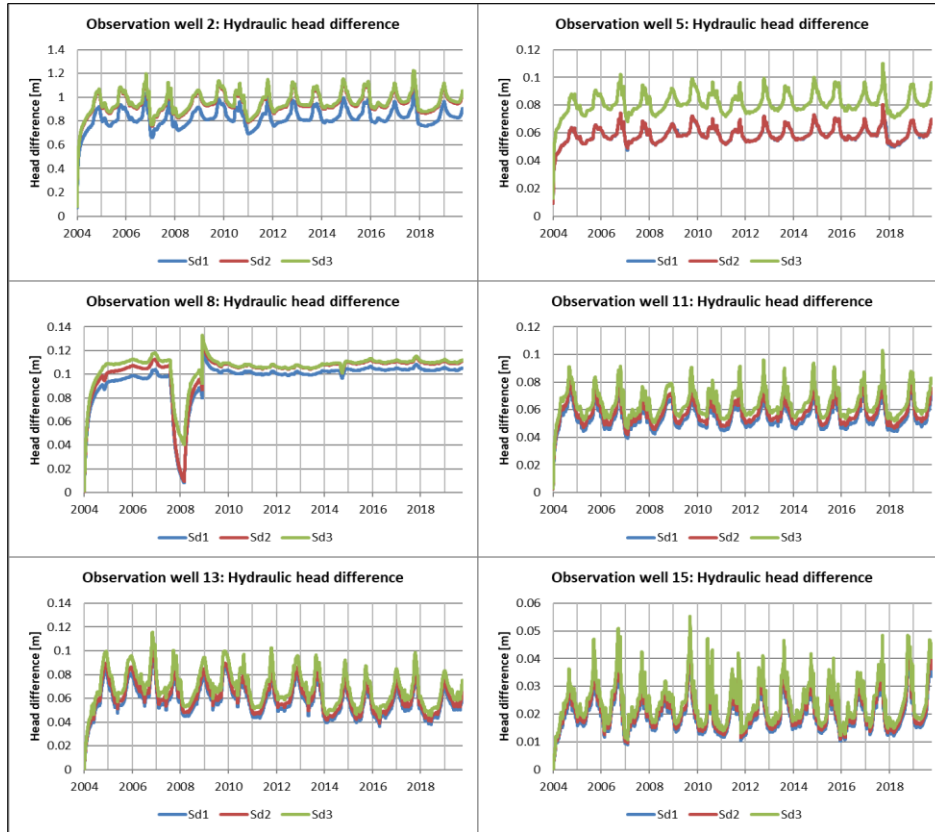 Observation well 2: Hydraulic head difference
Head difference [m]
1.4
1.2
1
0.8
0.6
0.4
0.2
0
2004 2006 2008 2010 2012 2014 2016 2018
Sd1 Sd2 Sd3
Observation well 5: Hydraulic head difference
Head difference [m]
0.12
0.10
0.08
0.06
0.04
0.02
0.00
2004 2006 2008 2010 2012 2014 2016 2018
Sd1 Sd2 Sd3
Observation well 8: Hydraulic head difference
Head difference [m]
0.14
0.12
0.1
0.08
0.06
0.04
0.02
0
2004 2006 2008 2010 2012 2014 2016 2018
Sd1 Sd2 Sd3
Observation well 11: Hydraulic head difference
Head difference [m]
0.12
0.1
0.08
0.06
0.04
0.02
0
2004 2006 2008 2010 2012 2014 2016 2018
Sd1 Sd2 Sd3
Observation well 13: Hydraulic head difference
Head difference [m]
0.14
0.12
0.1
0.08
0.06
0.04
0.02
0
2004 2006 2008 2010 2012 2014 2016 2018
Sd1 Sd2 Sd3
Observation well 15: Hydraulic head difference
Head difference [m]
0.06
0.05
0.04
0.03
0.02
0.01
0
2004 2006 2008 2010 2012 2014 2016 2018
Sd1 Sd2 Sd3